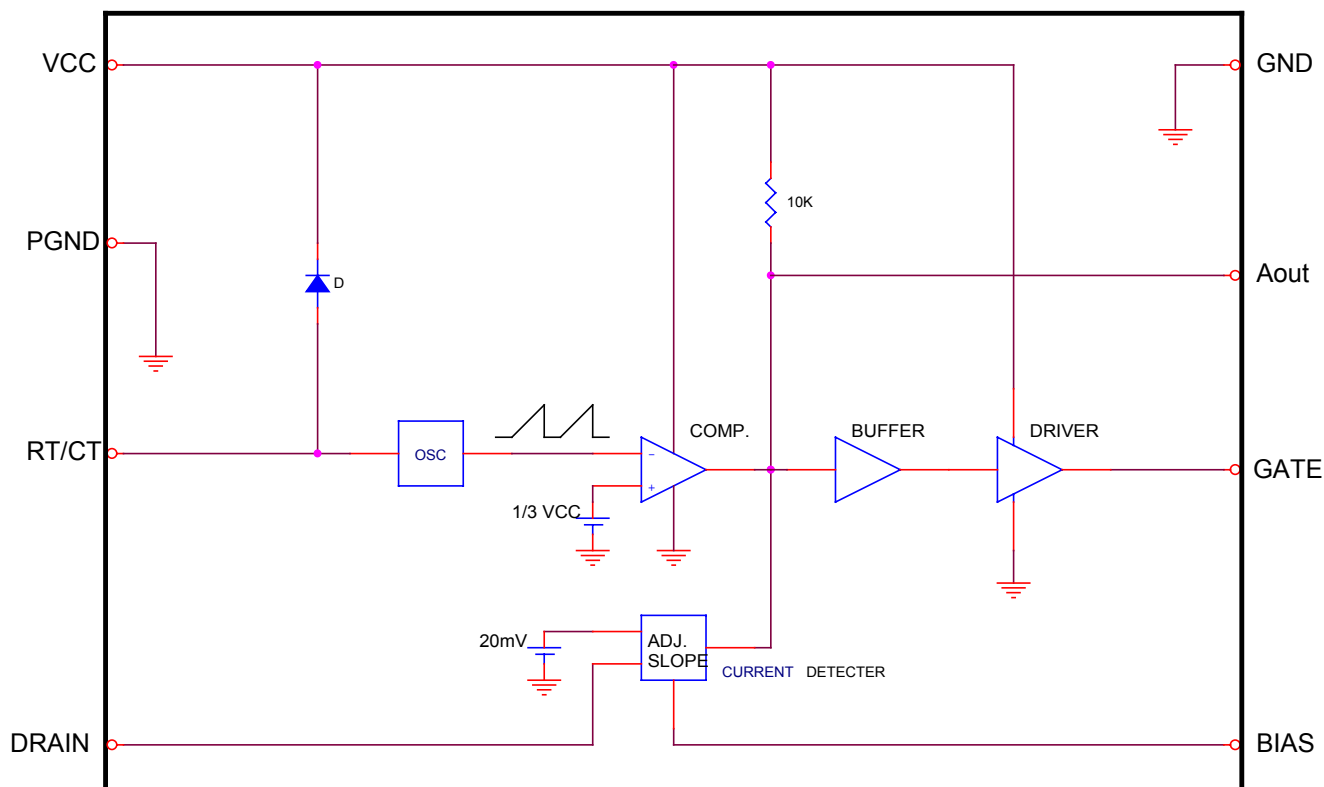 VCC
GND
10K
PGND
Aout
D
COMP.
BUFFER
DRIVER
RT/CT
OSC
−
GATE
+
1/3 VCC
20mV
ADJ.
SLOPE
CURRENT DETECTER
DRAIN
BIAS